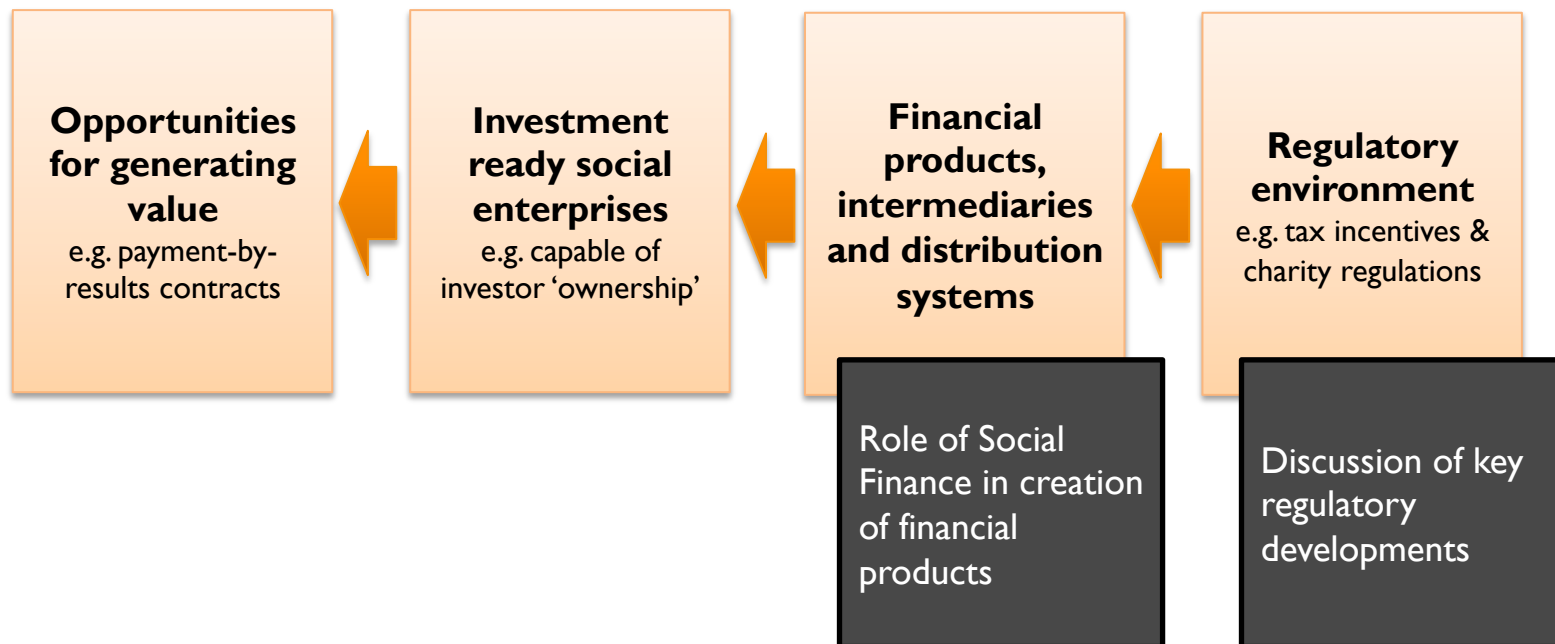 Opportunities
for generating
value
e.g. payment-by-
results contracts
Investment
ready social
enterprises
e.g. capable of
investor ‘ownership’
Financial
products,
intermediaries
and distribution
systems
Regulatory
environment
e.g. tax incentives &
charity regulations
Role of Social
Finance in creation
of financial
products
Discussion of key
regulatory
developments